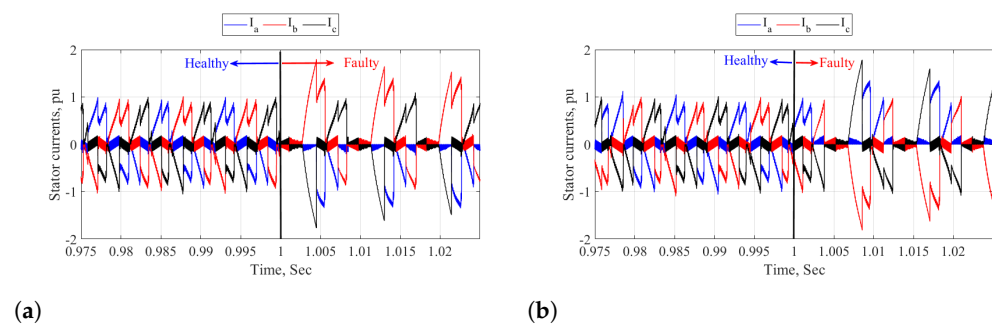 I_a I_b I_c
Healthy Faulty
Stator currents, pu
2
1
0
-1
-2
0.975 0.98 0.985 0.99 0.995 1 1.005 1.01 1.015 1.02
Time, Sec
(a)
I_a I_b I_c
Healthy Faulty
Stator currents, pu
2
1
0
-1
-2
0.975 0.98 0.985 0.99 0.995 1 1.005 1.01 1.015 1.02
Time, Sec
(b)